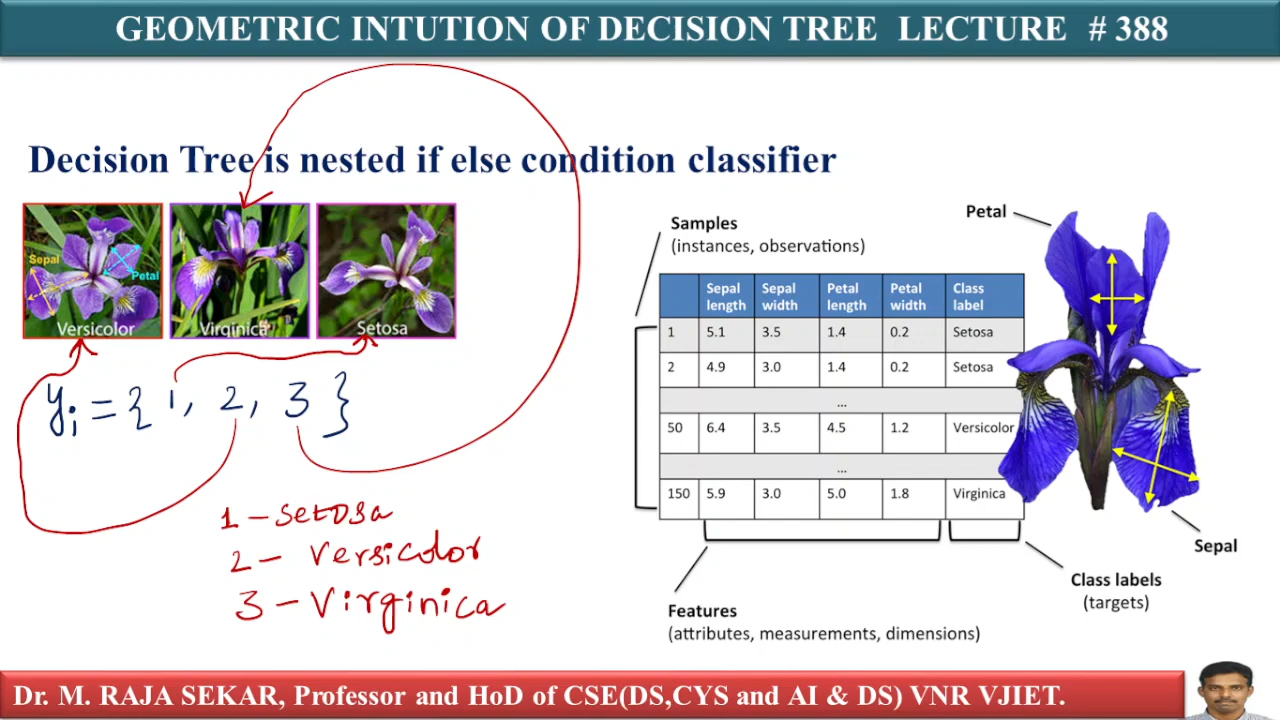 GEOMETRIC INTUTION OF DECISION TREE LECTURE # 388
Decision Tree is nested if else condition classifier
Sepal
Petal
Versicolor
Virginica
Setosa
yi = { 1, 2, 3 }
1 - Setosa
2 - Versicolor
3 - Virginica
Samples
(instances, observations)
Petal
Sepal length Sepal width Petal length Petal width Class label
1 5.1 3.5 1.4 0.2 Setosa
2 4.9 3.0 1.4 0.2 Setosa
...
50 6.4 3.5 4.5 1.2 Versicolor
...
150 5.9 3.0 5.0 1.8 Virginica
Sepal
Class labels
(targets)
Features
(attributes, measurements, dimensions)
Dr. M. RAJA SEKAR, Professor and HoD of CSE(DS,CYS and AI & DS) VNR VJIET.